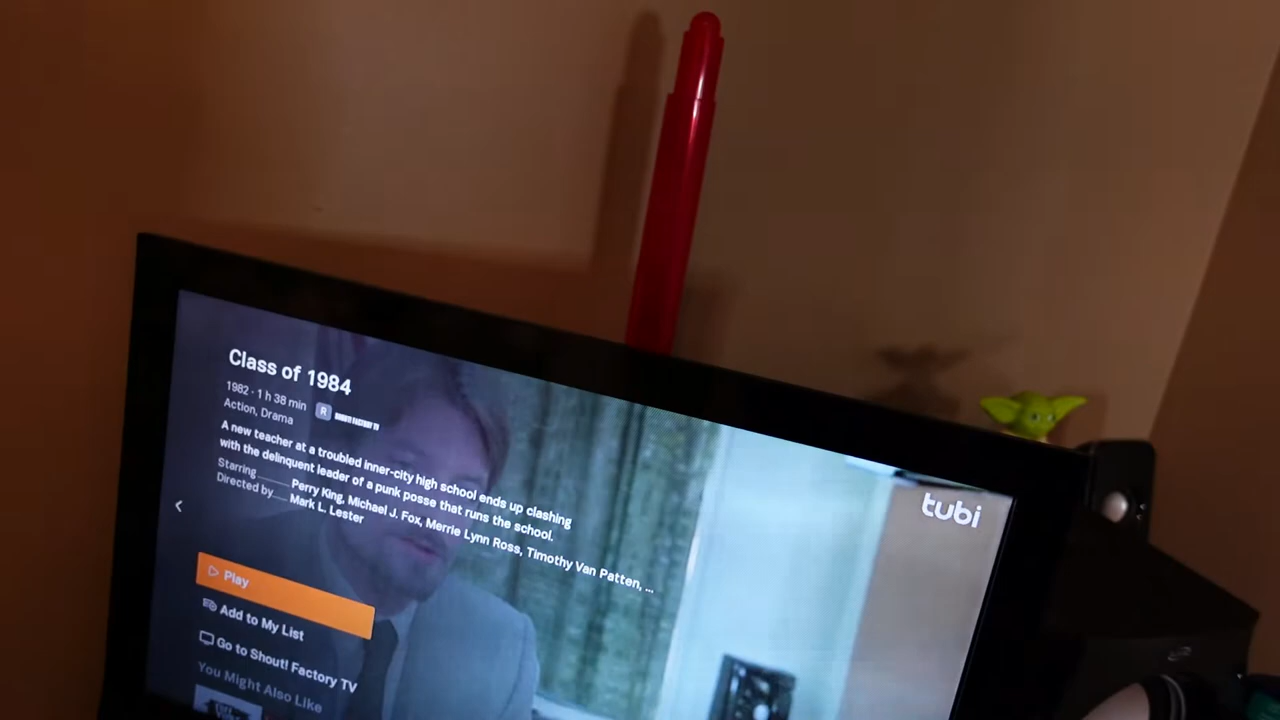 Class of 1984
1982 · 1 h 38 min R SHOUT! FACTORY TV
Action, Drama
A new teacher at a troubled inner-city high school ends up clashing
with the delinquent leader of a punk posse that runs the school.
Starring Perry King, Michael J. Fox, Merrie Lynn Ross, Timothy Van Patten, ...
Directed by Mark L. Lester
tubi
Play
Add to My List
Go to Shout! Factory TV
You Might Also Like